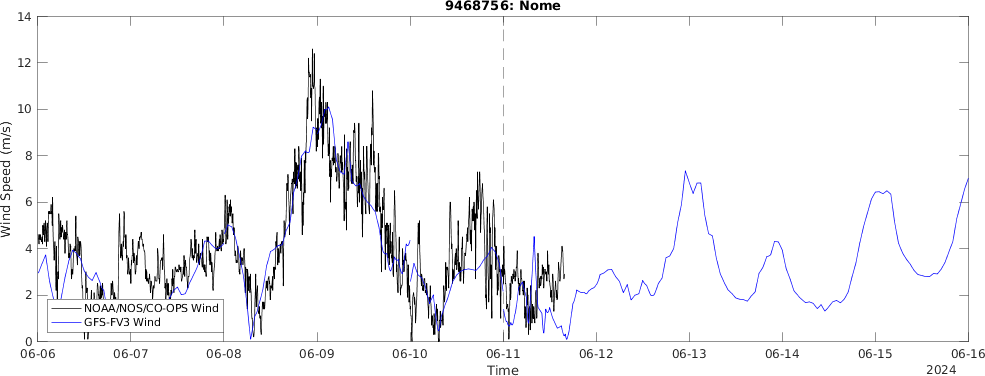 9468756: Nome
14
12
10
8
6
4
2
0
Wind Speed (m/s)
NOAA/NOS/CO-OPS Wind
GFS-FV3 Wind
06-06 06-07 06-08 06-09 06-10 06-11 06-12 06-13 06-14 06-15 06-16
Time
2024